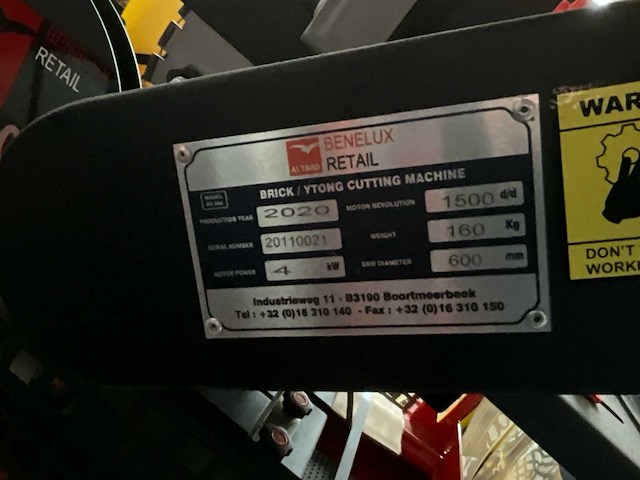 RETAIL
ALTRAD
BENELUX
RETAIL
BRICK / YTONG CUTTING MACHINE
PRODUCTION YEAR 2020 MOTOR REVOLUTION 1500 d/d
SERIAL NUMBER 20110021 WEIGHT 160 Kg
MOTOR POWER 4 kW SAW DIAMETER 600 mm
Industrieweg 11 - B3190 Boortmeerbeek
Tel : +32 (0)16 310 140 - Fax : +32 (0)16 310 150
WAR
DON'T
WORKI